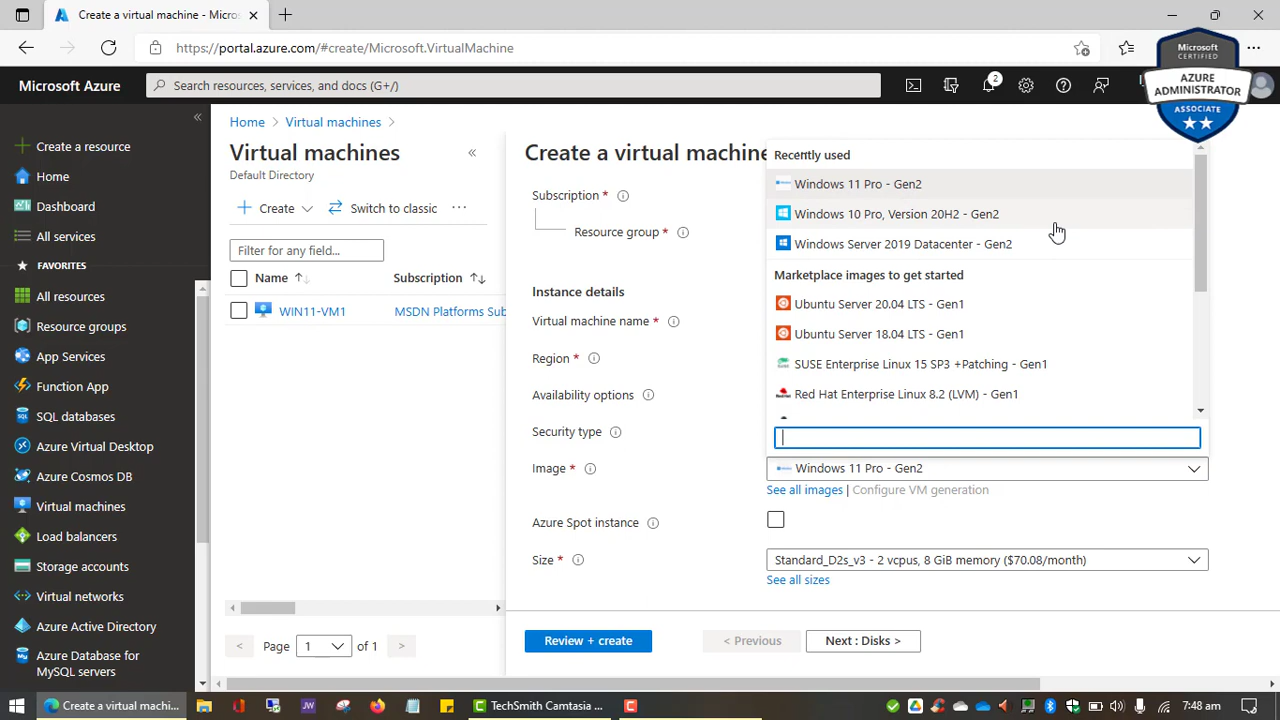 Create a virtual machine - Micros
https://portal.azure.com/#create/Microsoft.VirtualMachine
Microsoft
CERTIFIED
AZURE
ADMINISTRATOR
ASSOCIATE
Microsoft Azure
Search resources, services, and docs (G+/)
2
Create a resource
Home
Dashboard
All services
FAVORITES
All resources
Resource groups
App Services
Function App
SQL databases
Azure Virtual Desktop
Azure Cosmos DB
Virtual machines
Load balancers
Storage accounts
Virtual networks
Azure Active Directory
Azure Database for
MySQL servers
Home > Virtual machines >
Virtual machines
Default Directory
Create
Switch to classic
Filter for any field...
Name
Subscription
WIN11-VM1
MSDN Platforms Sub
< Page 1 of 1 >
Create a virtual machine
Subscription *
Resource group *
Instance details
Virtual machine name *
Region *
Availability options
Security type
Image *
Azure Spot instance
Size *
Recently used
Windows 11 Pro - Gen2
Windows 10 Pro, Version 20H2 - Gen2
Windows Server 2019 Datacenter - Gen2
Marketplace images to get started
Ubuntu Server 20.04 LTS - Gen1
Ubuntu Server 18.04 LTS - Gen1
SUSE Enterprise Linux 15 SP3 +Patching - Gen1
Red Hat Enterprise Linux 8.2 (LVM) - Gen1
Windows 11 Pro - Gen2
See all images | Configure VM generation
Standard_D2s_v3 - 2 vcpus, 8 GiB memory ($70.08/month)
See all sizes
Review + create
< Previous
Next : Disks >
Create a virtual machi...
JW
TechSmith Camtasia ...
7:48 am